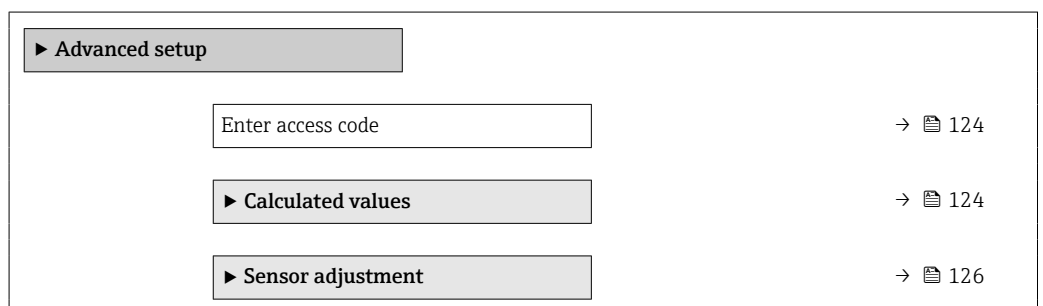 ▶ Advanced setup
Enter access code → 124
▶ Calculated values → 124
▶ Sensor adjustment → 126